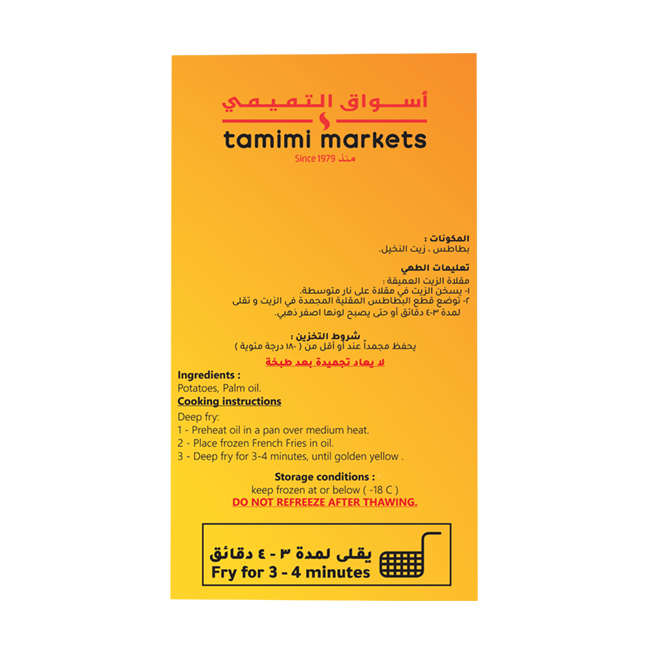 أسواق التميمي
tamimi markets
Since 1979 منذ
المكونات :
بطاطس ، زيت النخيل.
تعليمات الطهي
مقلاة الزيت العميقة :
١- يسخن الزيت في مقلاة على نار متوسطة.
٢- توضع قطع البطاطس المقلية المجمدة في الزيت و تقلى
لمدة ٣-٤ دقائق أو حتى يصبح لونها اصفر ذهبي.
شروط التخزين :
يحفظ مجمداً عند أو أقل من ( -١٨ درجة مئوية )
لا يعاد تجميدة بعد طبخة
Ingredients :
Potatoes, Palm oil.
Cooking instructions
Deep fry:
1 - Preheat oil in a pan over medium heat.
2 - Place frozen French Fries in oil.
3 - Deep fry for 3-4 minutes, until golden yellow .
Storage conditions :
keep frozen at or below ( -18 C )
DO NOT REFREEZE AFTER THAWING.
يقلى لمدة ٣ - ٤ دقائق
Fry for 3 - 4 minutes